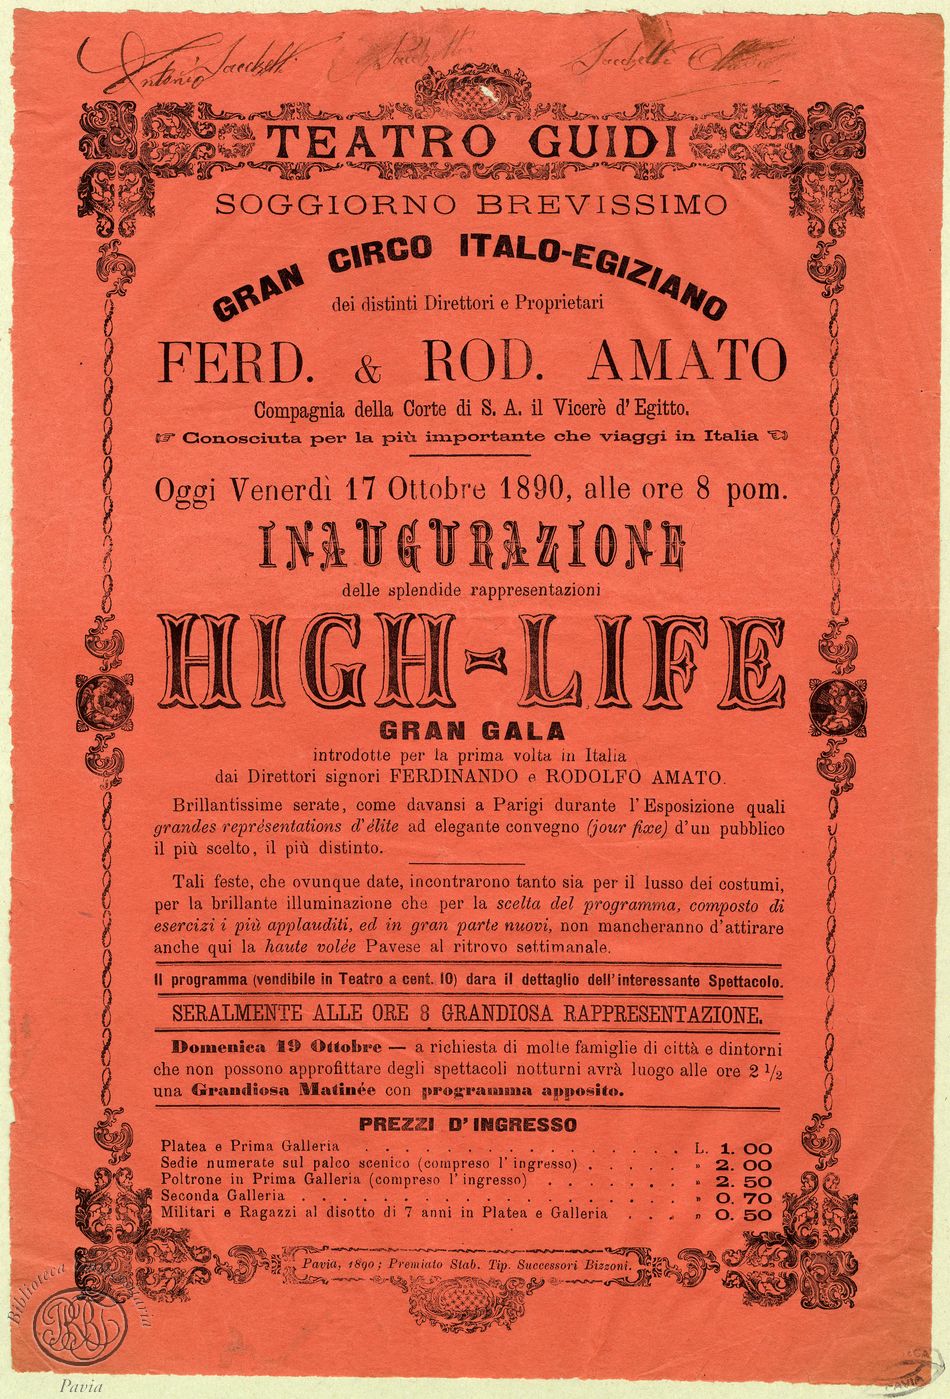 Antonio Sacchetti Sacchetti Sacchetti
TEATRO GUIDI
SOGGIORNO BREVISSIMO
GRAN CIRCO ITALO-EGIZIANO
dei distinti Direttori e Proprietari
FERD. & ROD. AMATO
Compagnia della Corte di S. A. il Vicerè d'Egitto.
☞ Conosciuta per la più importante che viaggi in Italia ☜
Oggi Venerdì 17 Ottobre 1890, alle ore 8 pom.
INAUGURAZIONE
delle splendide rappresentazioni
HIGH-LIFE
GRAN GALA
introdotte per la prima volta in Italia
dai Direttori signori FERDINANDO e RODOLFO AMATO.
Brillantissime serate, come davansi a Parigi durante l'Esposizione quali
grandes représentations d'élite ad elegante convegno (jour fixe) d'un pubblico
il più scelto, il più distinto.
Tali feste, che ovunque date, incontrarono tanto sia per il lusso dei costumi,
per la brillante illuminazione che per la scelta del programma, composto di
esercizi i più applauditi, ed in gran parte nuovi, non mancheranno d'attirare
anche qui la haute volée Pavese al ritrovo settimanale.
Il programma (vendibile in Teatro a cent. 10) dara il dettaglio dell'interessante Spettacolo.
SERALMENTE ALLE ORE 8 GRANDIOSA RAPPRESENTAZIONE.
Domenica 19 Ottobre — a richiesta di molte famiglie di città e dintorni
che non possono approfittare degli spettacoli notturni avrà luogo alle ore 2 1/2
una Grandiosa Matinée con programma apposito.
PREZZI D'INGRESSO
Platea e Prima Galleria . . . . . . . . . . . . . . . . L. 1. 00
Sedie numerate sul palco scenico (compreso l'ingresso) . . . . . » 2. 00
Poltrone in Prima Galleria (compreso l'ingresso) . . . . . . . » 2. 50
Seconda Galleria . . . . . . . . . . . . . . . . . . . » 0. 70
Militari e Ragazzi al disotto di 7 anni in Platea e Galleria . . . » 0. 50
Pavia, 1890; Premiato Stab. Tip. Successori Bizzoni.
Biblioteca
Pavia
PAVIA